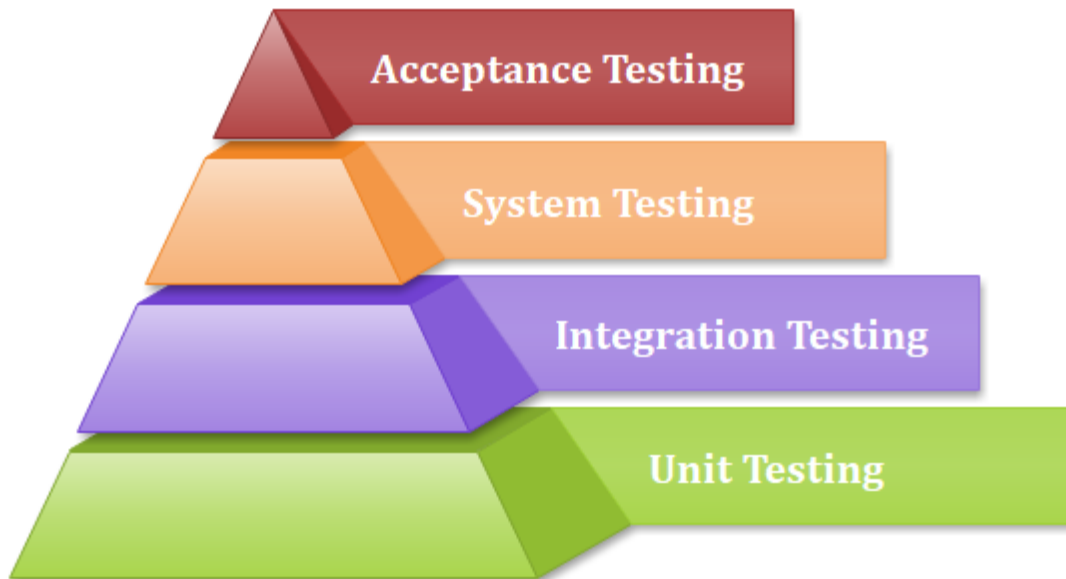 Acceptance Testing
System Testing
Integration Testing
Unit Testing